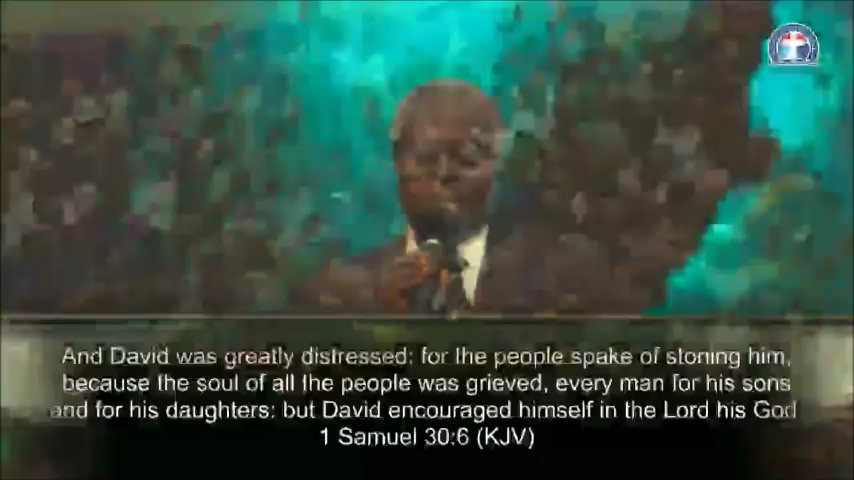 And David was greatly distressed: for the people spake of stoning him,
because the soul of all the people was grieved, every man for his sons
and for his daughters: but David encouraged himself in the Lord his God
1 Samuel 30:6 (KJV)